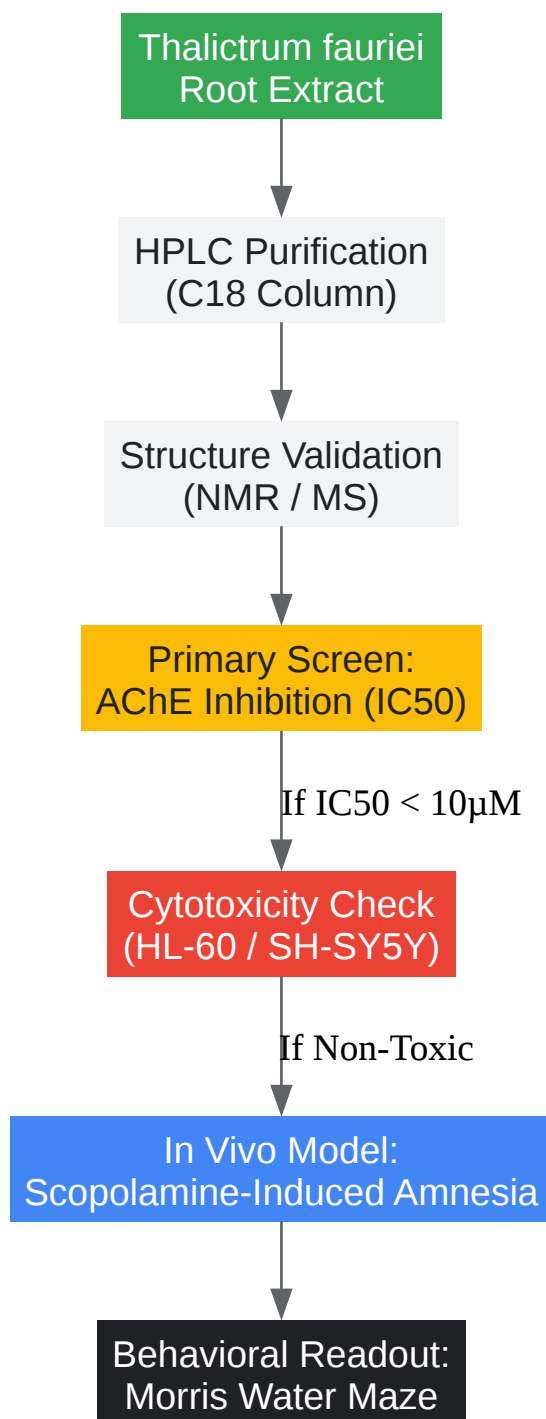 Thalictrum fauriei
Root Extract
HPLC Purification
(C18 Column)
Structure Validation
(NMR / MS)
Primary Screen:
AChE Inhibition (IC50)
If IC50 < 10µM
Cytotoxicity Check
(HL-60 / SH-SY5Y)
If Non-Toxic
In Vivo Model:
Scopolamine-Induced Amnesia
Behavioral Readout:
Morris Water Maze